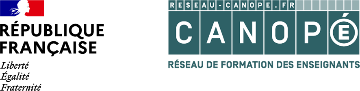 RÉPUBLIQUE
FRANÇAISE
Liberté
Égalité
Fraternité
RESEAU-CANOPE.FR
CANOPÉ
RÉSEAU DE FORMATION DES ENSEIGNANTS